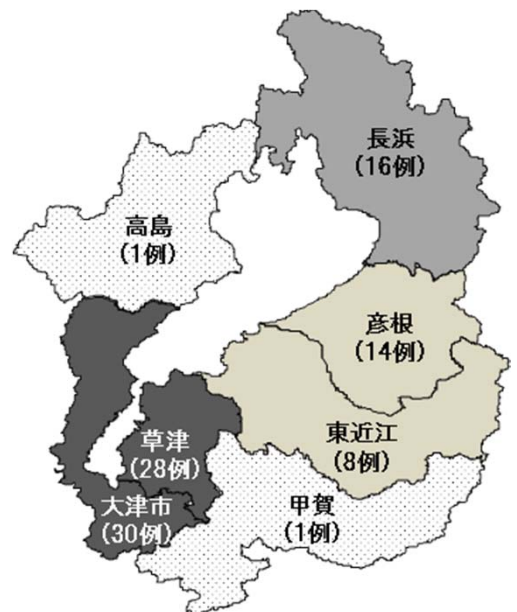 長浜
(16例)
高島
(1例)
彦根
(14例)
東近江
(8例)
草津
(28例)
大津市
(30例)
甲賀
(1例)